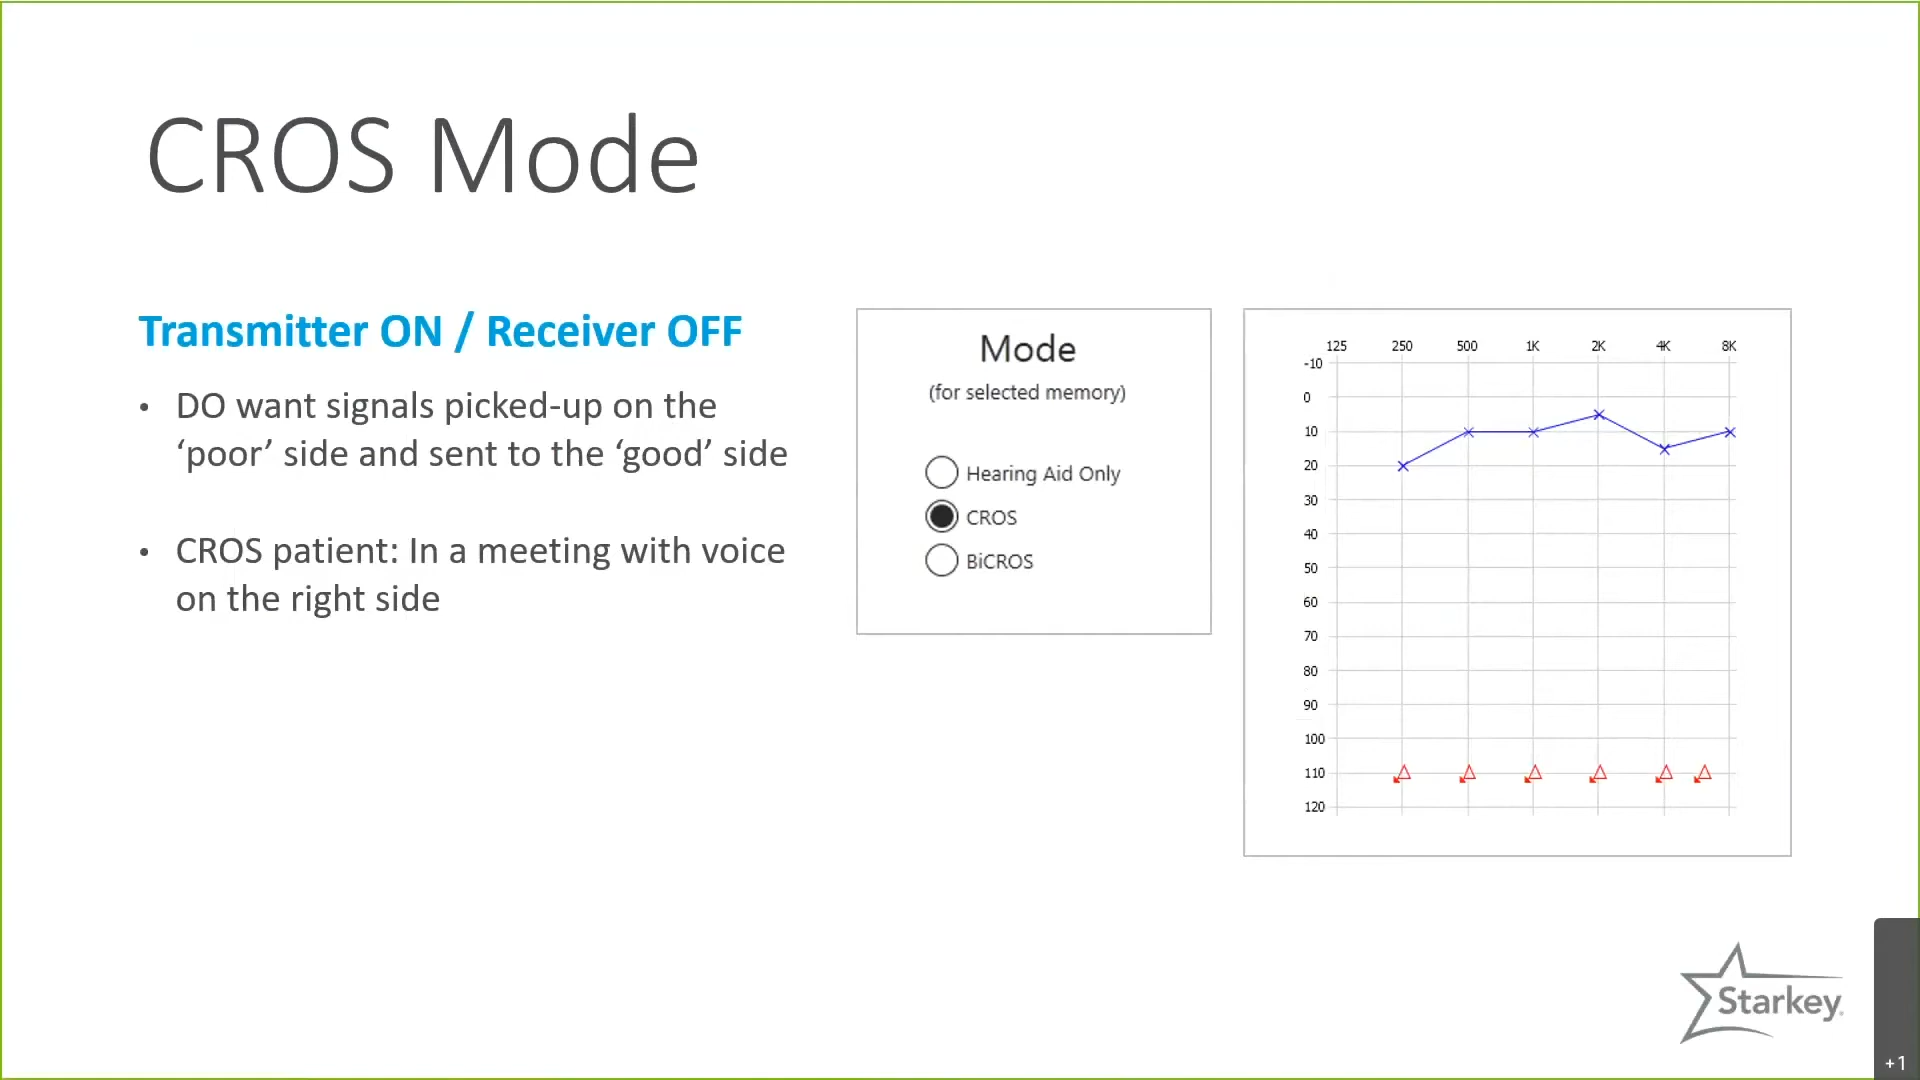 CROS Mode
Transmitter ON / Receiver OFF
• DO want signals picked-up on the
‘poor’ side and sent to the ‘good’ side
• CROS patient: In a meeting with voice
on the right side
Mode
(for selected memory)
Hearing Aid Only
CROS
BiCROS
125 250 500 1K 2K 4K 8K
-10
0
10
20
30
40
50
60
70
80
90
100
110
120
Starkey
+1